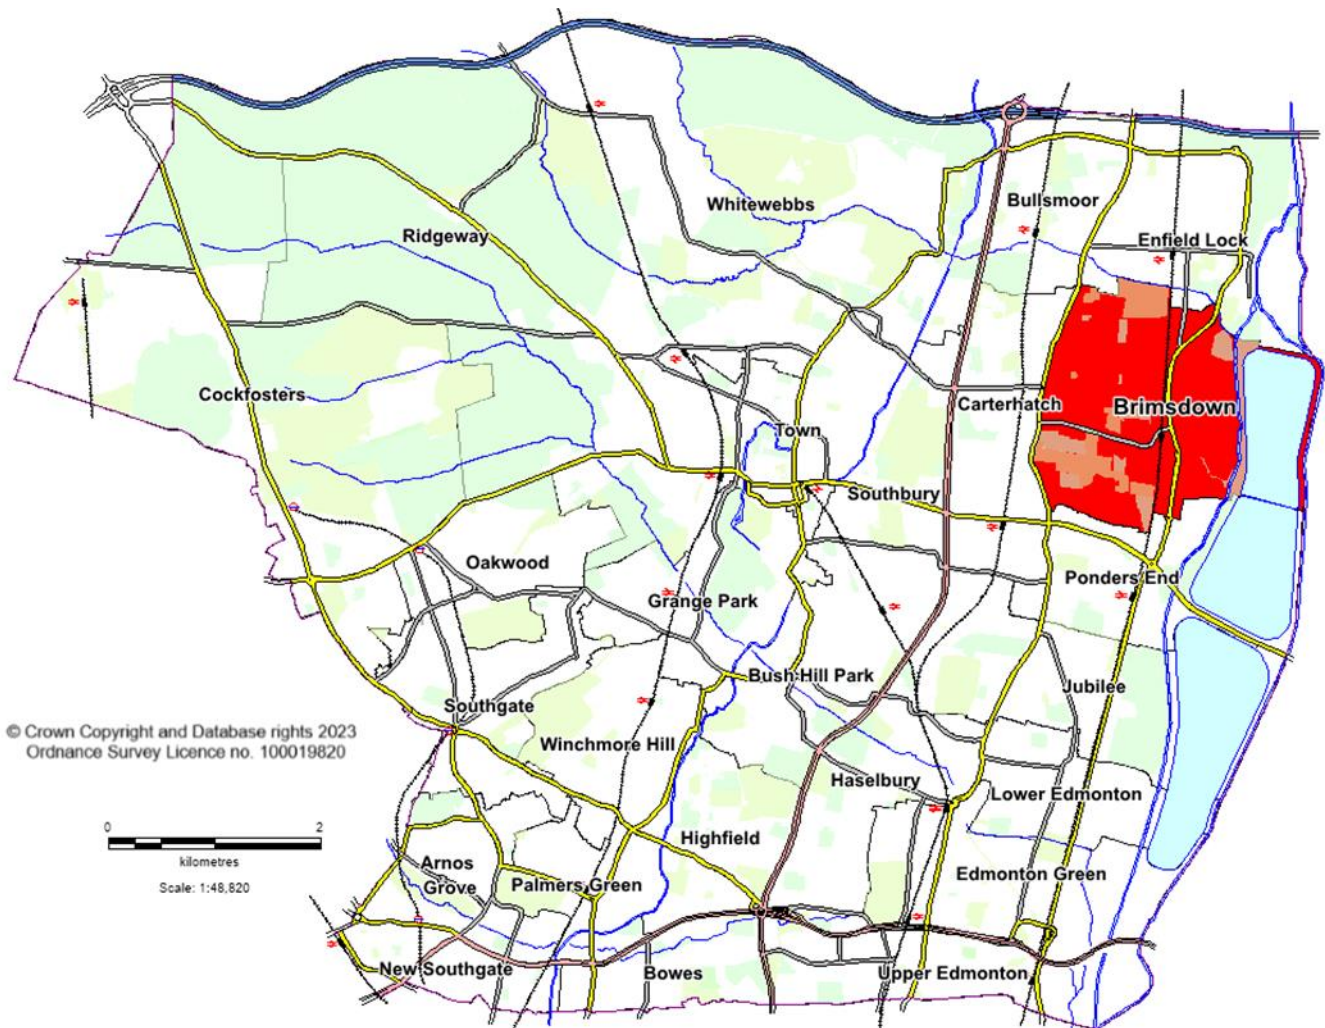 Whitewebbs
Bullsmoor
Ridgeway
Enfield Lock
Cockfosters
Carterhatch
Brimsdown
Town
Southbury
Oakwood
Ponders End
Grange Park
Bush Hill Park
Jubilee
Southgate
© Crown Copyright and Database rights 2023
Ordnance Survey Licence no. 100019820
Winchmore Hill
Haselbury
Lower Edmonton
0 2
kilometres
Scale: 1:48,820
Highfield
Arnos
Grove
Palmers Green
Edmonton Green
New Southgate
Bowes
Upper Edmonton